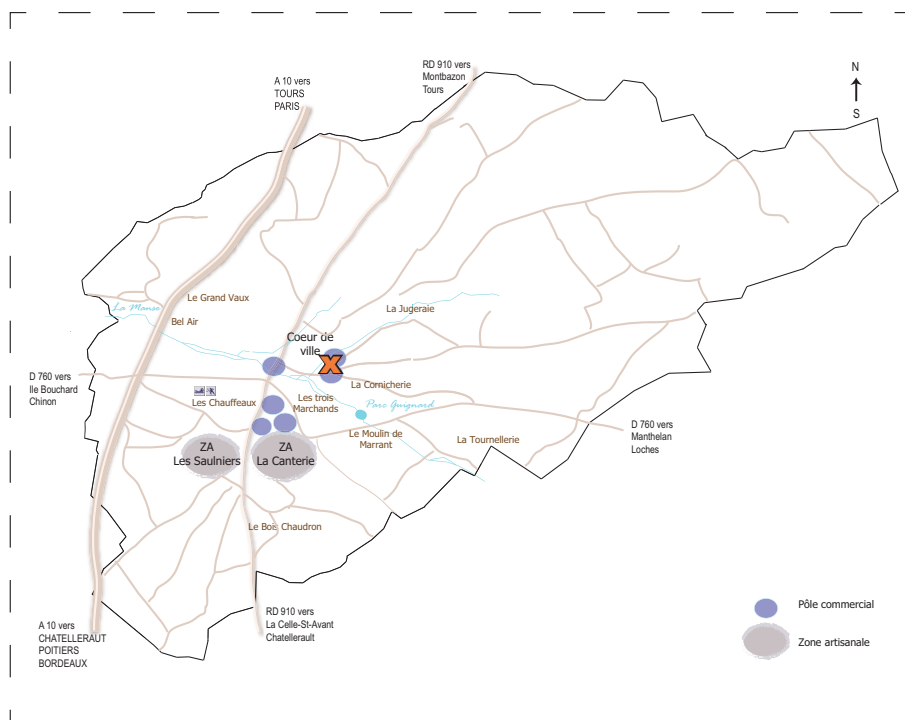 RD 910 vers
Montbazon
Tours
A 10 vers
TOURS
PARIS
N
S
Le Grand Vaux
La Manse
Bel Air
La Jugeraie
Coeur de
ville
X
D 760 vers
Ile Bouchard
Chinon
La Cornicherie
Les Chauffeaux
Les trois
Marchands
Parc Guignard
Le Moulin de
Marrant
La Tournellerie
D 760 vers
Manthelan
Loches
ZA
Les Saulniers
ZA
La Canterie
Le Bois Chaudron
RD 910 vers
La Celle-St-Avant
Chatellerault
A 10 vers
CHATELLERAUT
POITIERS
BORDEAUX
Pôle commercial
Zone artisanale